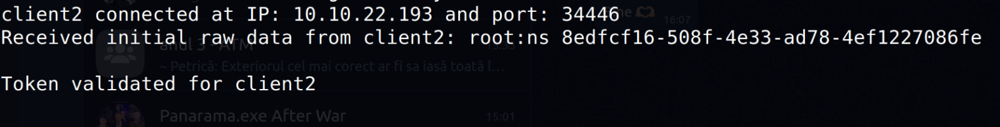 client2 connected at IP: 10.10.22.193 and port: 34446
16:07
Received initial raw data from client2: root:ns 8edfcf16-508f-4e33-ad78-4ef1227086fe
anul 3 - ATM
~ Petrică: Exteriorul cel mai corect ar fi sa iasă toată l...
Token validated for client2
Panarama.exe After War
15:01